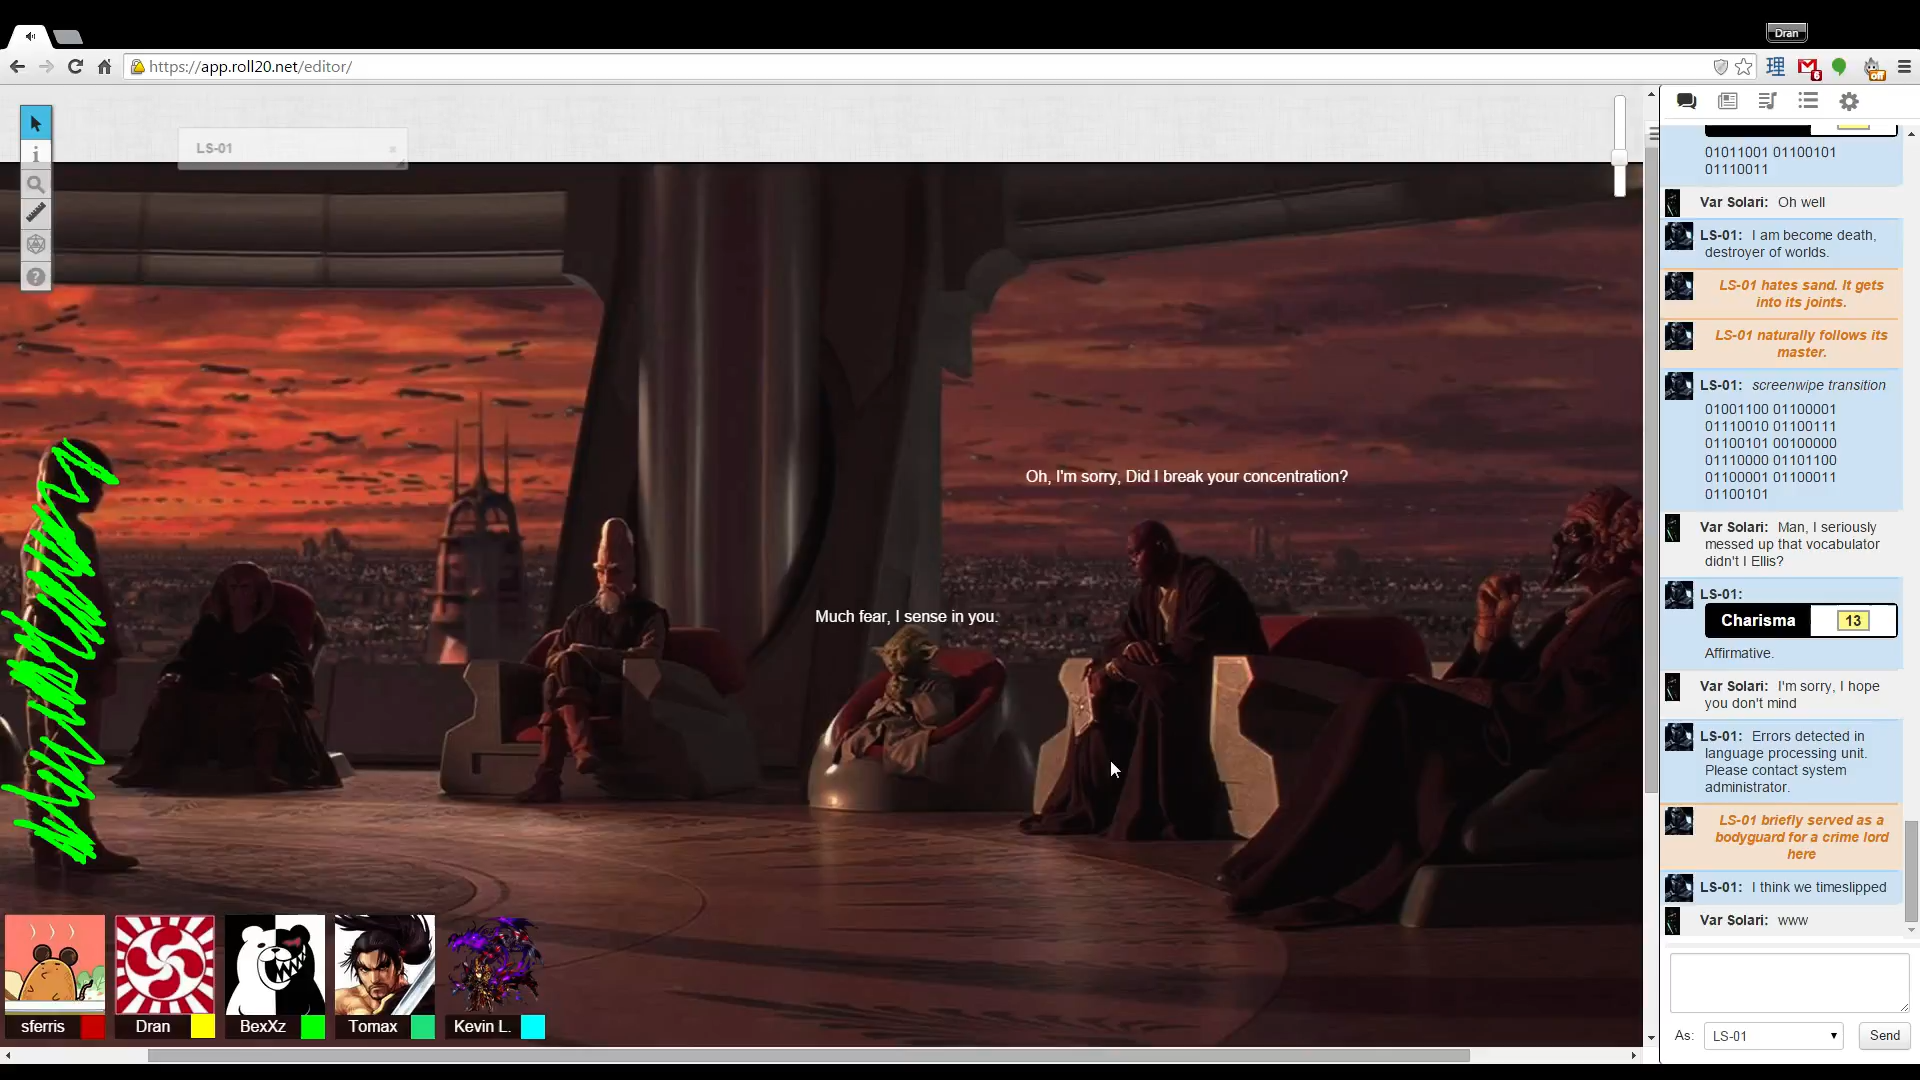 Dran
https://app.roll20.net/editor/
理
6
off
LS-01
Oh, I'm sorry, Did I break your concentration?
Much fear, I sense in you.
sferris
Dran
BexXz
Tomax
Kevin L.
01011001 01100101
01110011
Var Solari: Oh well
LS-01: I am become death,
destroyer of worlds.
LS-01 hates sand. It gets
into its joints.
LS-01 naturally follows its
master.
LS-01: screenwipe transition
01001100 01100001
01110010 01100111
01100101 00100000
01110000 01101100
01100001 01100011
01100101
Var Solari: Man, I seriously
messed up that vocabulator
didn't I Ellis?
LS-01:
Charisma 13
Affirmative.
Var Solari: I'm sorry, I hope
you don't mind
LS-01: Errors detected in
language processing unit.
Please contact system
administrator.
LS-01 briefly served as a
bodyguard for a crime lord
here
LS-01: I think we timeslipped
Var Solari: www
As: LS-01 Send